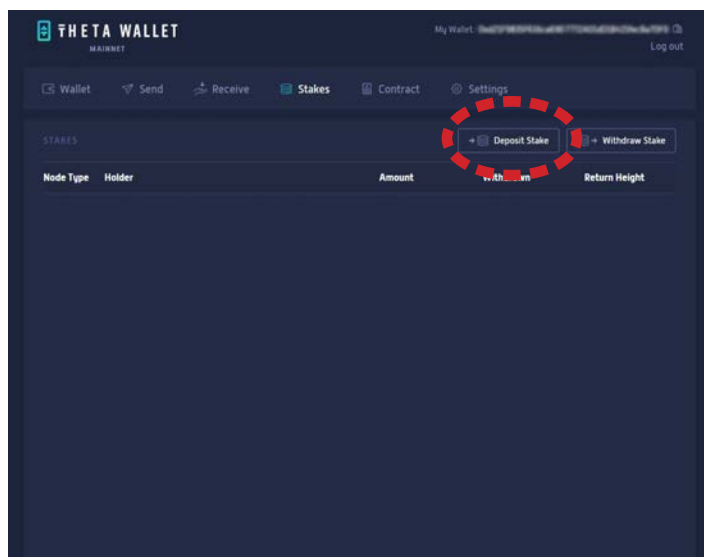 THETA WALLET
MAINNET
My Wallet:
Log out
Wallet Send Receive Stakes Contract Settings
STAKES Deposit Stake Withdraw Stake
Node Type Holder Amount Return Height